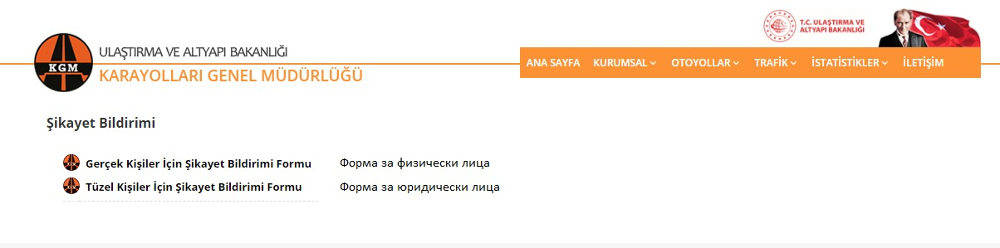 T.C. ULAŞTIRMA VE
ALTYAPI BAKANLIĞI
KGM
ULAŞTIRMA VE ALTYAPI BAKANLIĞI
KARAYOLLARI GENEL MÜDÜRLÜĞÜ
ANA SAYFA KURUMSAL OTOYOLLAR TRAFİK İSTATİSTİKLER İLETİŞİM
Şikayet Bildirimi
KGM Gerçek Kişiler İçin Şikayet Bildirimi Formu Форма за физически лица
KGM Tüzel Kişiler İçin Şikayet Bildirimi Formu Форма за юридически лица